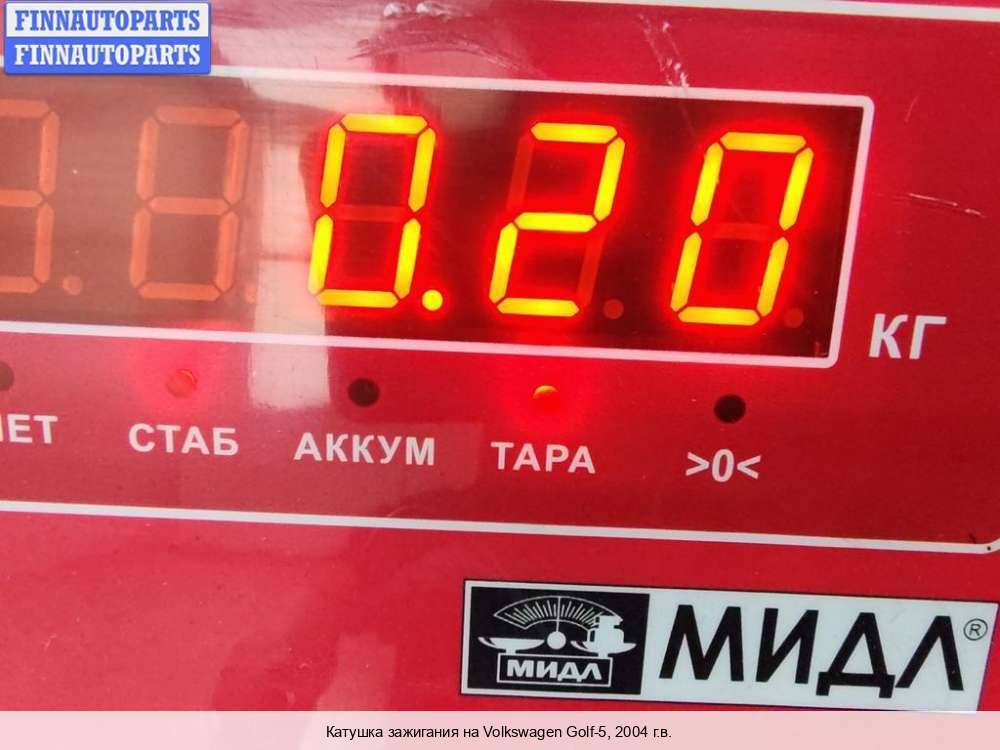 FINNAUTOPARTS
FINNAUTOPARTS
0.20
КГ
СТАБ АККУМ ТАРА >0<
МИДЛ МИДЛ ®
Катушка зажигания на Volkswagen Golf-5, 2004 г.в.